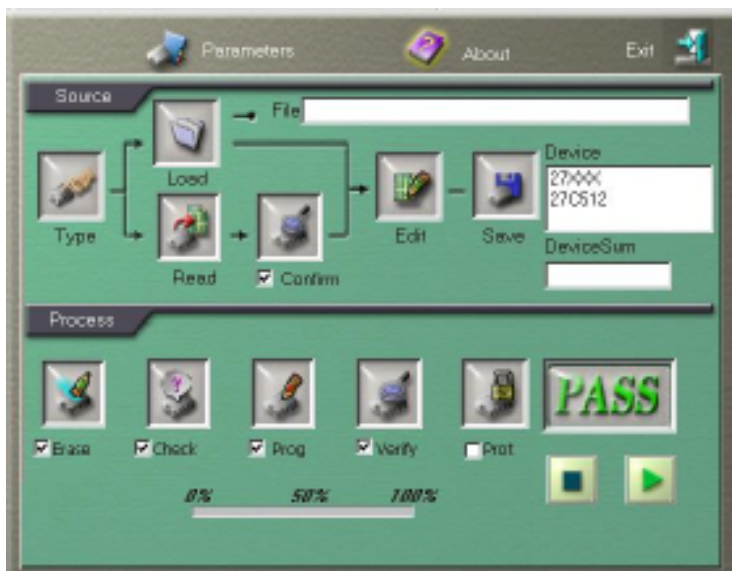 Parameters About Exit
Source
File
Load
Type
Read
Confirm
Edit
Save
Device
27XXX
27C512
DeviceSum
Process
PASS
Erase Check Prog Verify Prot
0% 50% 100%